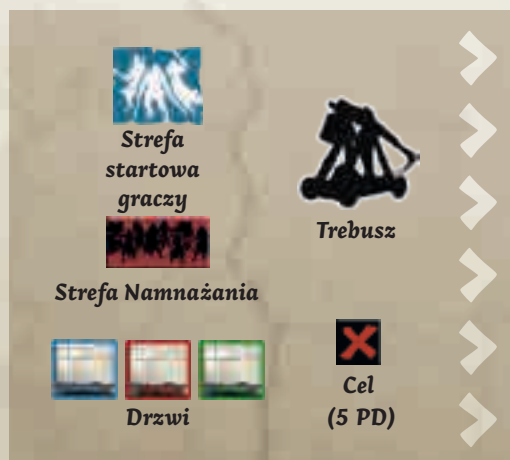 Strefa
startowa
graczy
Trebusz
Strefa Namnażania
Drzwi
Cel
(5 PD)